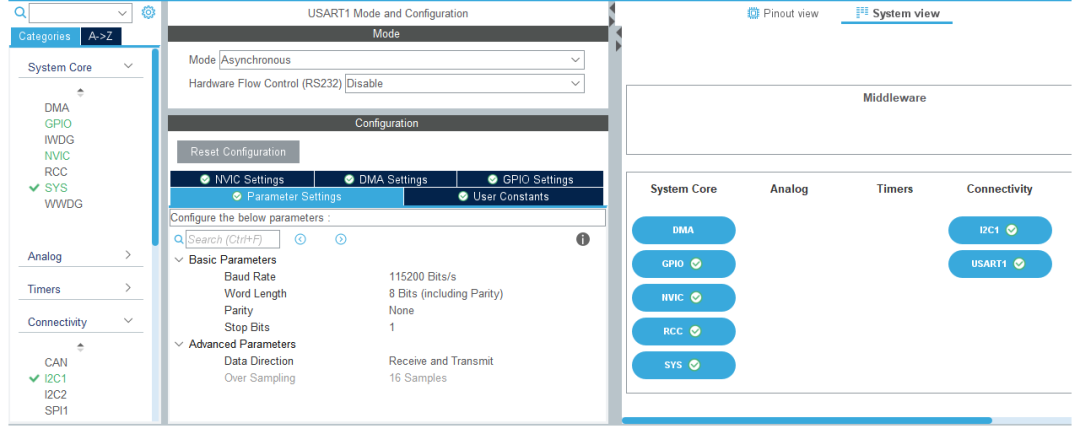 Categories A->Z
System Core
DMA
GPIO
IWDG
NVIC
RCC
SYS
WWDG
Analog
Timers
Connectivity
CAN
I2C1
I2C2
SPI1
USART1 Mode and Configuration
Mode
Mode Asynchronous
Hardware Flow Control (RS232) Disable
Configuration
Reset Configuration
NVIC Settings DMA Settings GPIO Settings
Parameter Settings User Constants
Configure the below parameters :
Search (Ctrl+F)
Basic Parameters
Baud Rate 115200 Bits/s
Word Length 8 Bits (including Parity)
Parity None
Stop Bits 1
Advanced Parameters
Data Direction Receive and Transmit
Over Sampling 16 Samples
Pinout view System view
Middleware
System Core Analog Timers Connectivity
DMA I2C1
GPIO USART1
NVIC
RCC
SYS